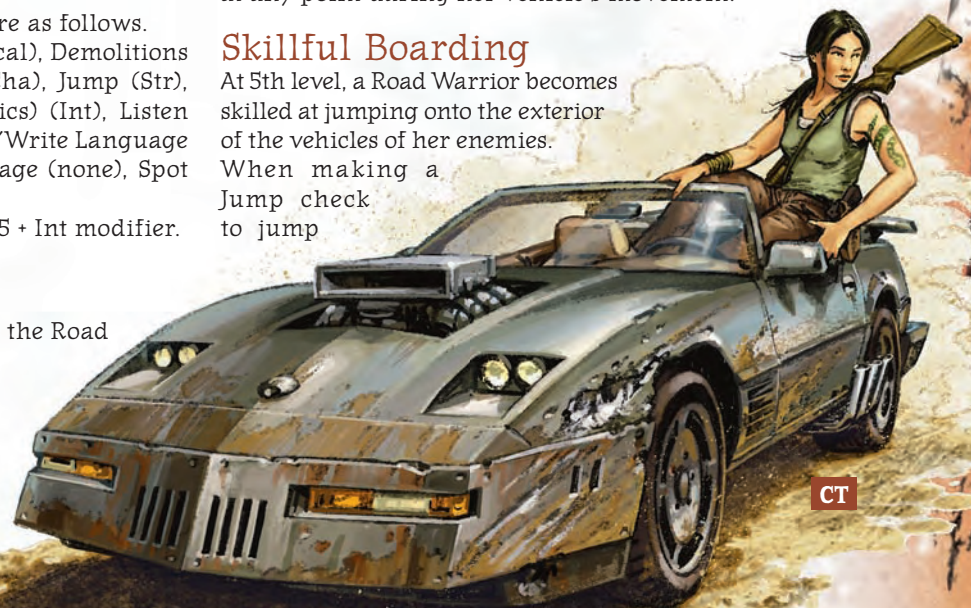 re as follows.
cal), Demolitions
ha), Jump (Str),
ics) (Int), Listen
/Write Language
age (none), Spot
5 + Int modifier.
the Road
any point during her vehicle's movement.
Skillful Boarding
At 5th level, a Road Warrior becomes
skilled at jumping onto the exterior
of the vehicles of her enemies.
When making a
Jump check
to jump
CT